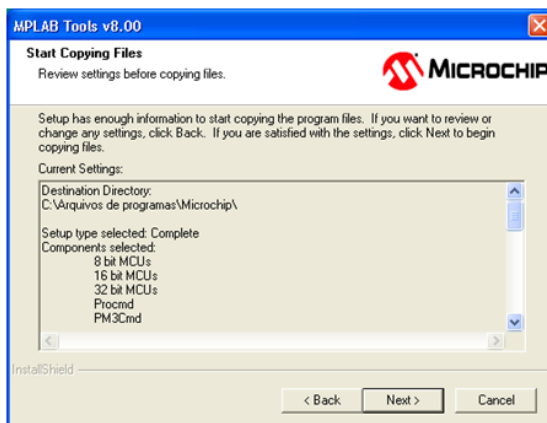 MPLAB Tools v8.00
Start Copying Files
Review settings before copying files.
MICROCHIP
Setup has enough information to start copying the program files. If you want to review or
change any settings, click Back. If you are satisfied with the settings, click Next to begin
copying files.
Current Settings:
Destination Directory:
C:\Arquivos de programas\Microchip\
Setup type selected: Complete
Components selected:
8 bit MCUs
16 bit MCUs
32 bit MCUs
Procmd
PM3Cmd
InstallShield
< Back
Next >
Cancel